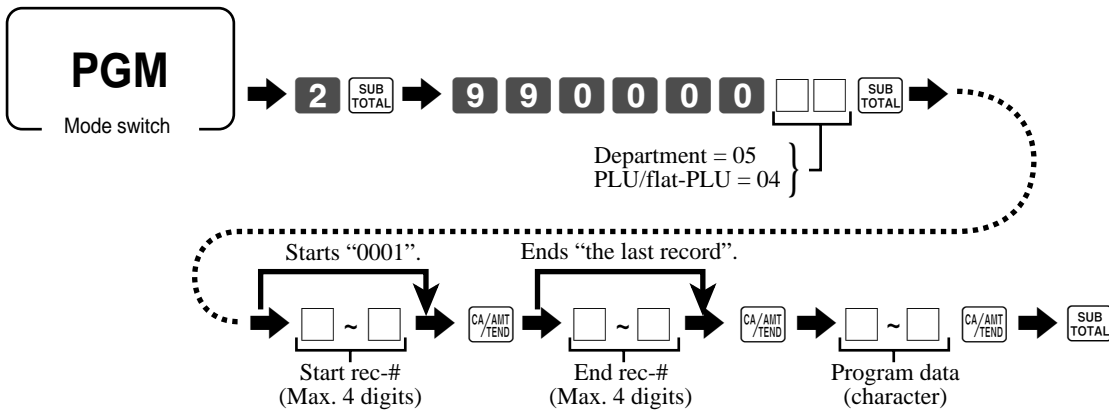 PGM
Mode switch
2 SUB TOTAL 9 9 0 0 0 0 SUB TOTAL
Department = 05
PLU/flat-PLU = 04 }
Starts “0001”. Ends “the last record”.
~ CA/AMT /TEND ~ CA/AMT /TEND ~ CA/AMT /TEND SUB TOTAL
Start rec-# End rec-# Program data
(Max. 4 digits) (Max. 4 digits) (character)